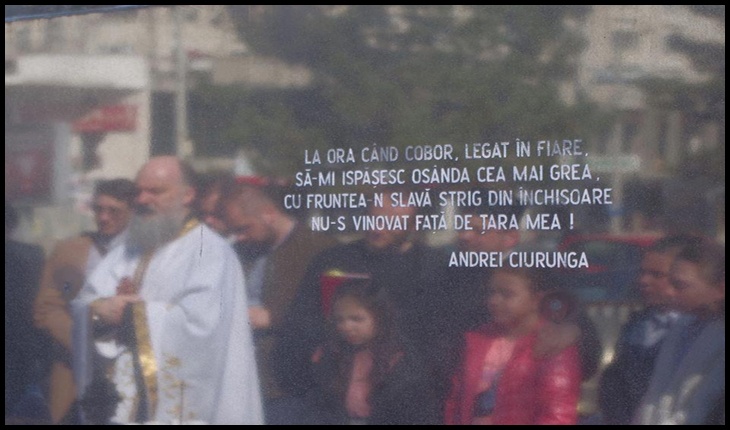 LA ORA CÂND COBOR, LEGAT ÎN FIARE,
SĂ-MI ISPĂȘESC OSÂNDA CEA MAI GREA,
CU FRUNTEA-N SLAVĂ STRIG DIN ÎNCHISOARE
NU-S VINOVAT FAȚĂ DE ȚARA MEA !
ANDREI CIURUNGA